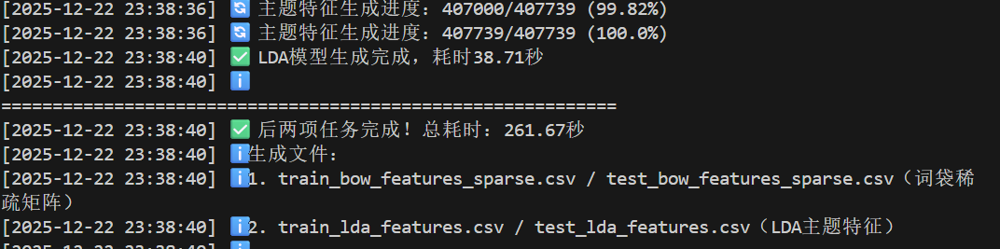 [2025-12-22 23:38:36] 🔄 主题特征生成进度：407000/407739 (99.82%)
[2025-12-22 23:38:36] 🔄 主题特征生成进度：407739/407739 (100.0%)
[2025-12-22 23:38:40] ✅ LDA模型生成完成，耗时38.71秒
[2025-12-22 23:38:40] ℹ️
============================================================
[2025-12-22 23:38:40] ✅ 后两项任务完成！总耗时：261.67秒
[2025-12-22 23:38:40] ℹ️生成文件：
[2025-12-22 23:38:40] ℹ️1. train_bow_features_sparse.csv / test_bow_features_sparse.csv（词袋稀
疏矩阵）
[2025-12-22 23:38:40] ℹ️2. train_lda_features.csv / test_lda_features.csv（LDA主题特征）
[2025-12-22 23:38:40] ℹ️